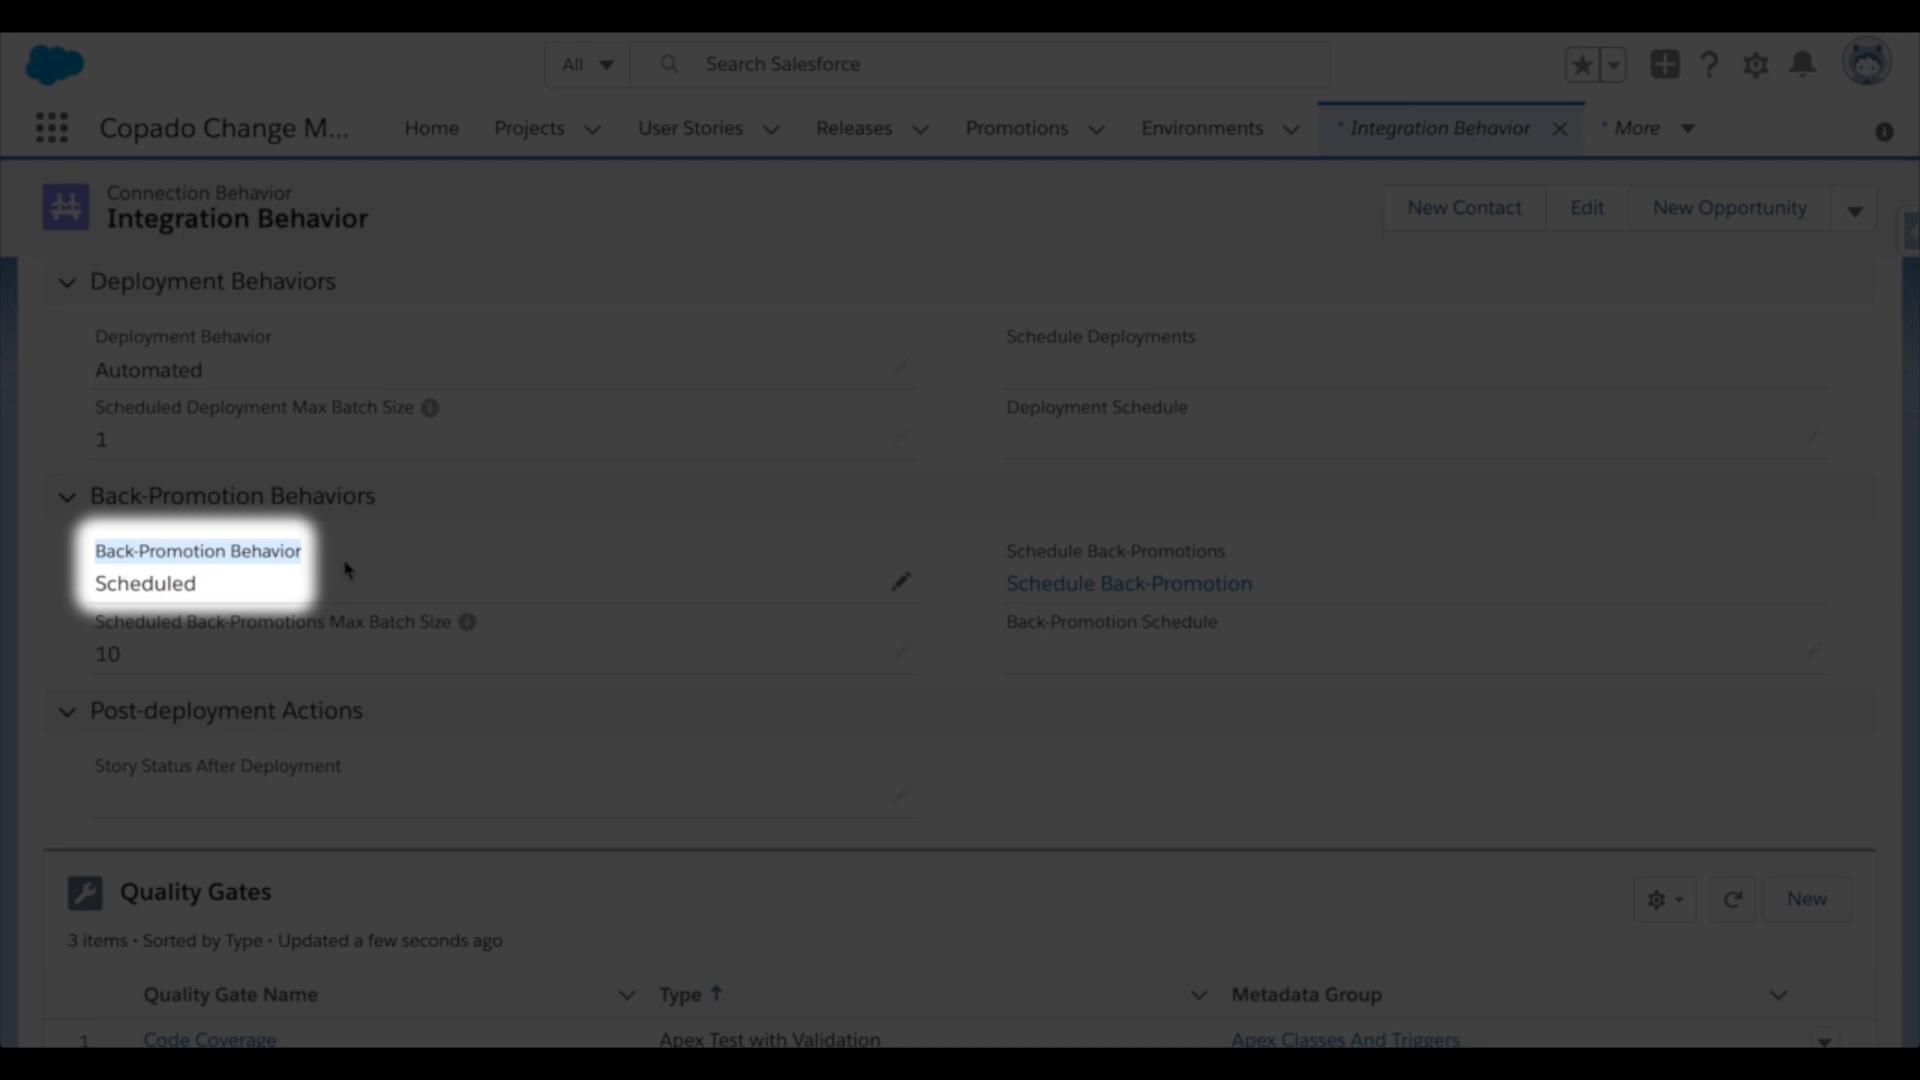 All
Search Salesforce
Copado Change M...
Home
Projects
User Stories
Releases
Promotions
Environments
* Integration Behavior
* More
Connection Behavior
Integration Behavior
New Contact
Edit
New Opportunity
Deployment Behaviors
Deployment Behavior
Automated
Schedule Deployments
Scheduled Deployment Max Batch Size
1
Deployment Schedule
Back-Promotion Behaviors
Back-Promotion Behavior
Scheduled
Schedule Back-Promotions
Schedule Back-Promotion
Scheduled Back-Promotions Max Batch Size
10
Back-Promotion Schedule
Post-deployment Actions
Story Status After Deployment
Quality Gates
New
3 items • Sorted by Type • Updated a few seconds ago
Quality Gate Name
Type ↑
Metadata Group
1 Code Coverage Apex Test with Validation Apex Classes And Triggers